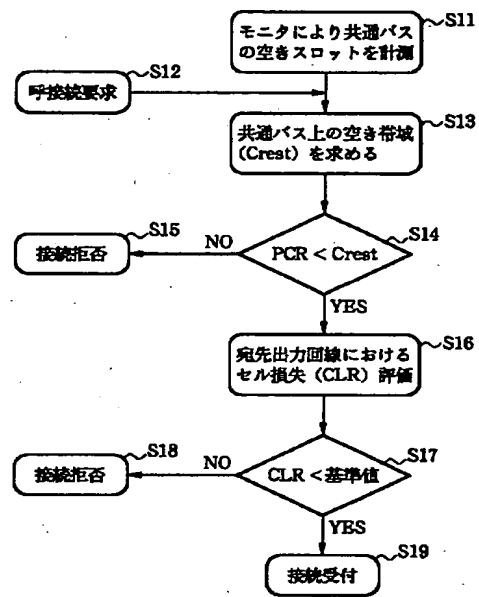 S11
モニタにより共通バス
の空きスロットを計測
S12
呼接続要求
S13
共通バス上の空き帯域
(Crest)を求める
S14
PCR < Crest
NO
S15
接続拒否
YES
S16
宛先出力回線における
セル損失(CLR)評価
S17
CLR<基準値
NO
S18
接続拒否
YES
S19
接続受付